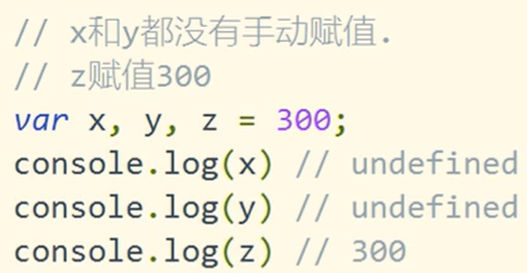 // x和y都没有手动赋值.
// z赋值300
var x, y, z = 300;
console.log(x) // undefined
console.log(y) // undefined
console.log(z) // 300